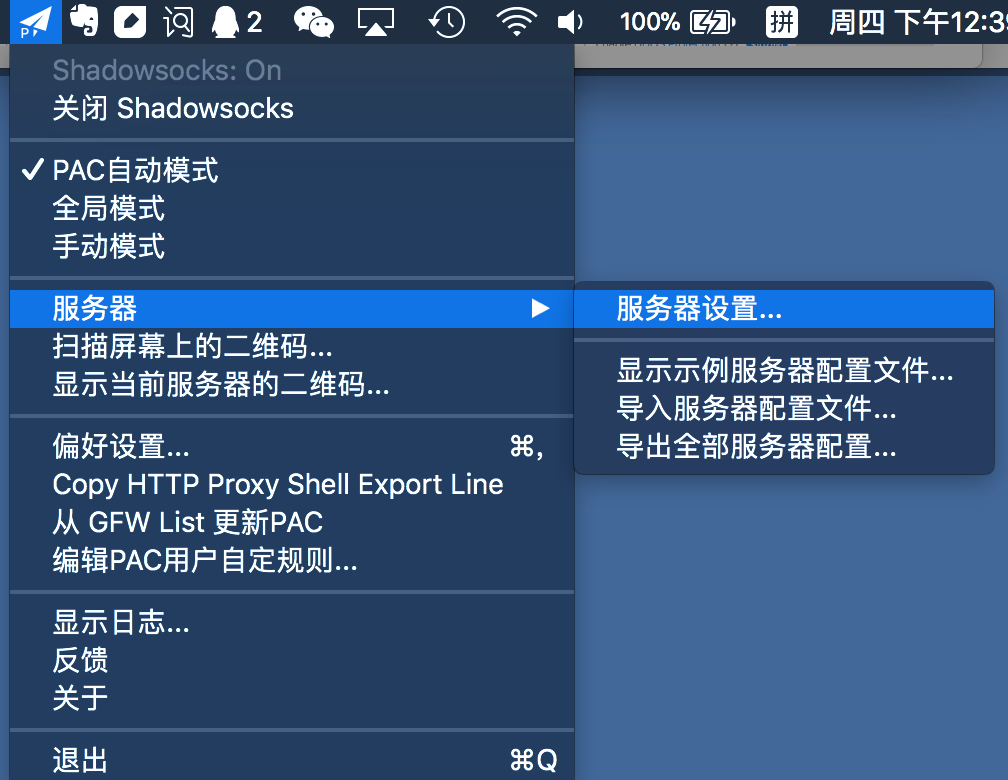 2 100% 拼 周四 下午12:3
Shadowsocks: On
关闭 Shadowsocks
PAC自动模式
全局模式
手动模式
服务器
扫描屏幕上的二维码...
显示当前服务器的二维码...
偏好设置... ⌘,
Copy HTTP Proxy Shell Export Line
从 GFW List 更新PAC
编辑PAC用户自定规则...
显示日志...
反馈
关于
退出 ⌘Q
服务器设置...
显示示例服务器配置文件...
导入服务器配置文件...
导出全部服务器配置...